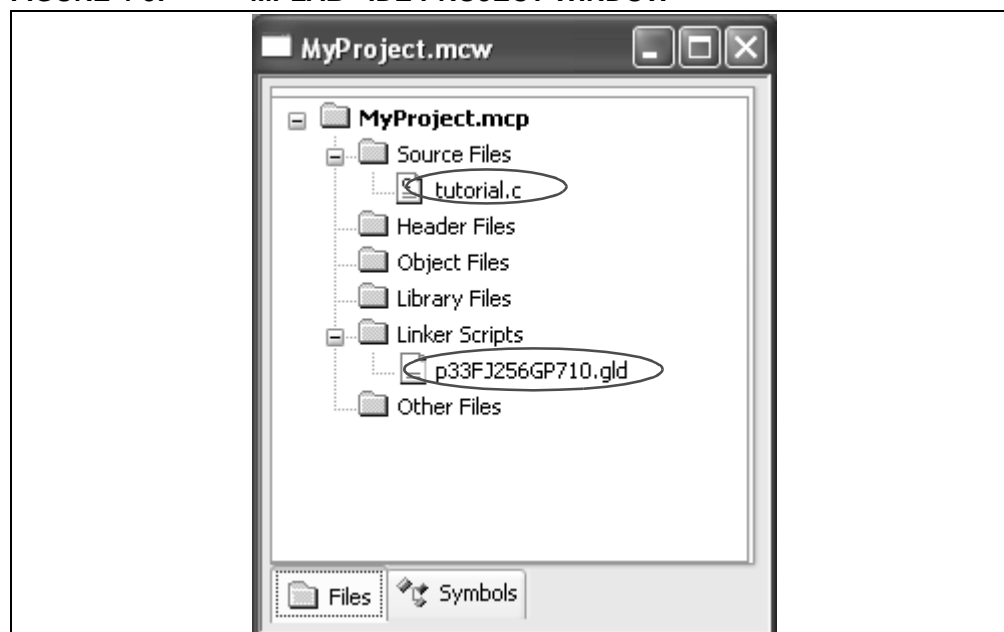 MyProject.mcw
MyProject.mcp
Source Files
tutorial.c
Header Files
Object Files
Library Files
Linker Scripts
p33FJ256GP710.gld
Other Files
Files
Symbols